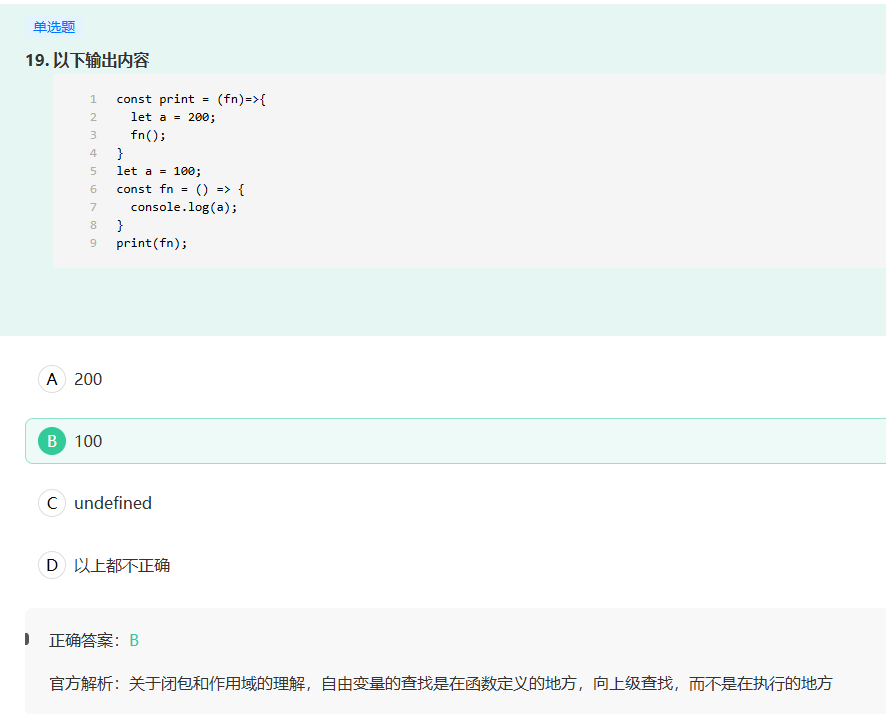 单选题
19. 以下输出内容
1 const print = (fn)=>{
2   let a = 200;
3   fn();
4 }
5 let a = 100;
6 const fn = () => {
7   console.log(a);
8 }
9 print(fn);
A 200
B 100
C undefined
D 以上都不正确
正确答案：B
官方解析：关于闭包和作用域的理解，自由变量的查找是在函数定义的地方，向上级查找，而不是在执行的地方